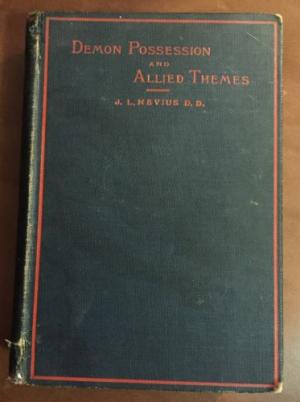 DEMON POSSESSION
AND
ALLIED THEMES
J. L. NEVIUS D. D.